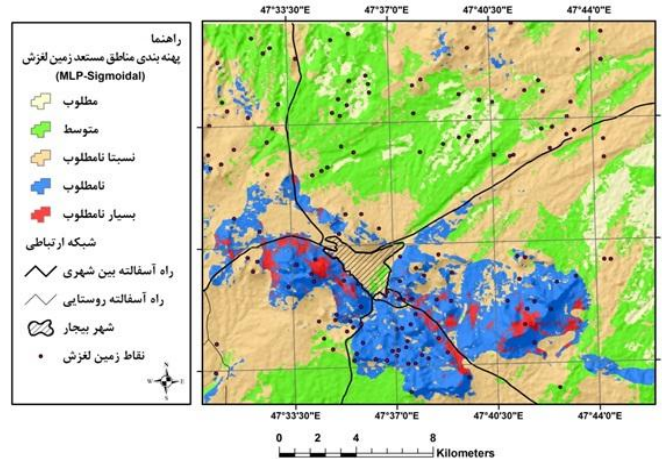 راهنما
پهنه بندی مناطق مستعد زمین لغزش
(MLP-Sigmoidal)
مطلوب
متوسط
نسبتا نامطلوب
نامطلوب
بسیار نامطلوب
شبکه ارتباطی
راه آسفالته بین شهری
راه آسفالته روستایی
شهر بیجار
نقاط زمین لغزش
N
W E
S
47°33'30"E 47°37'0"E 47°40'30"E 47°44'0"E
47°33'30"E 47°37'0"E 47°40'30"E 47°44'0"E
0 2 4 8
Kilometers